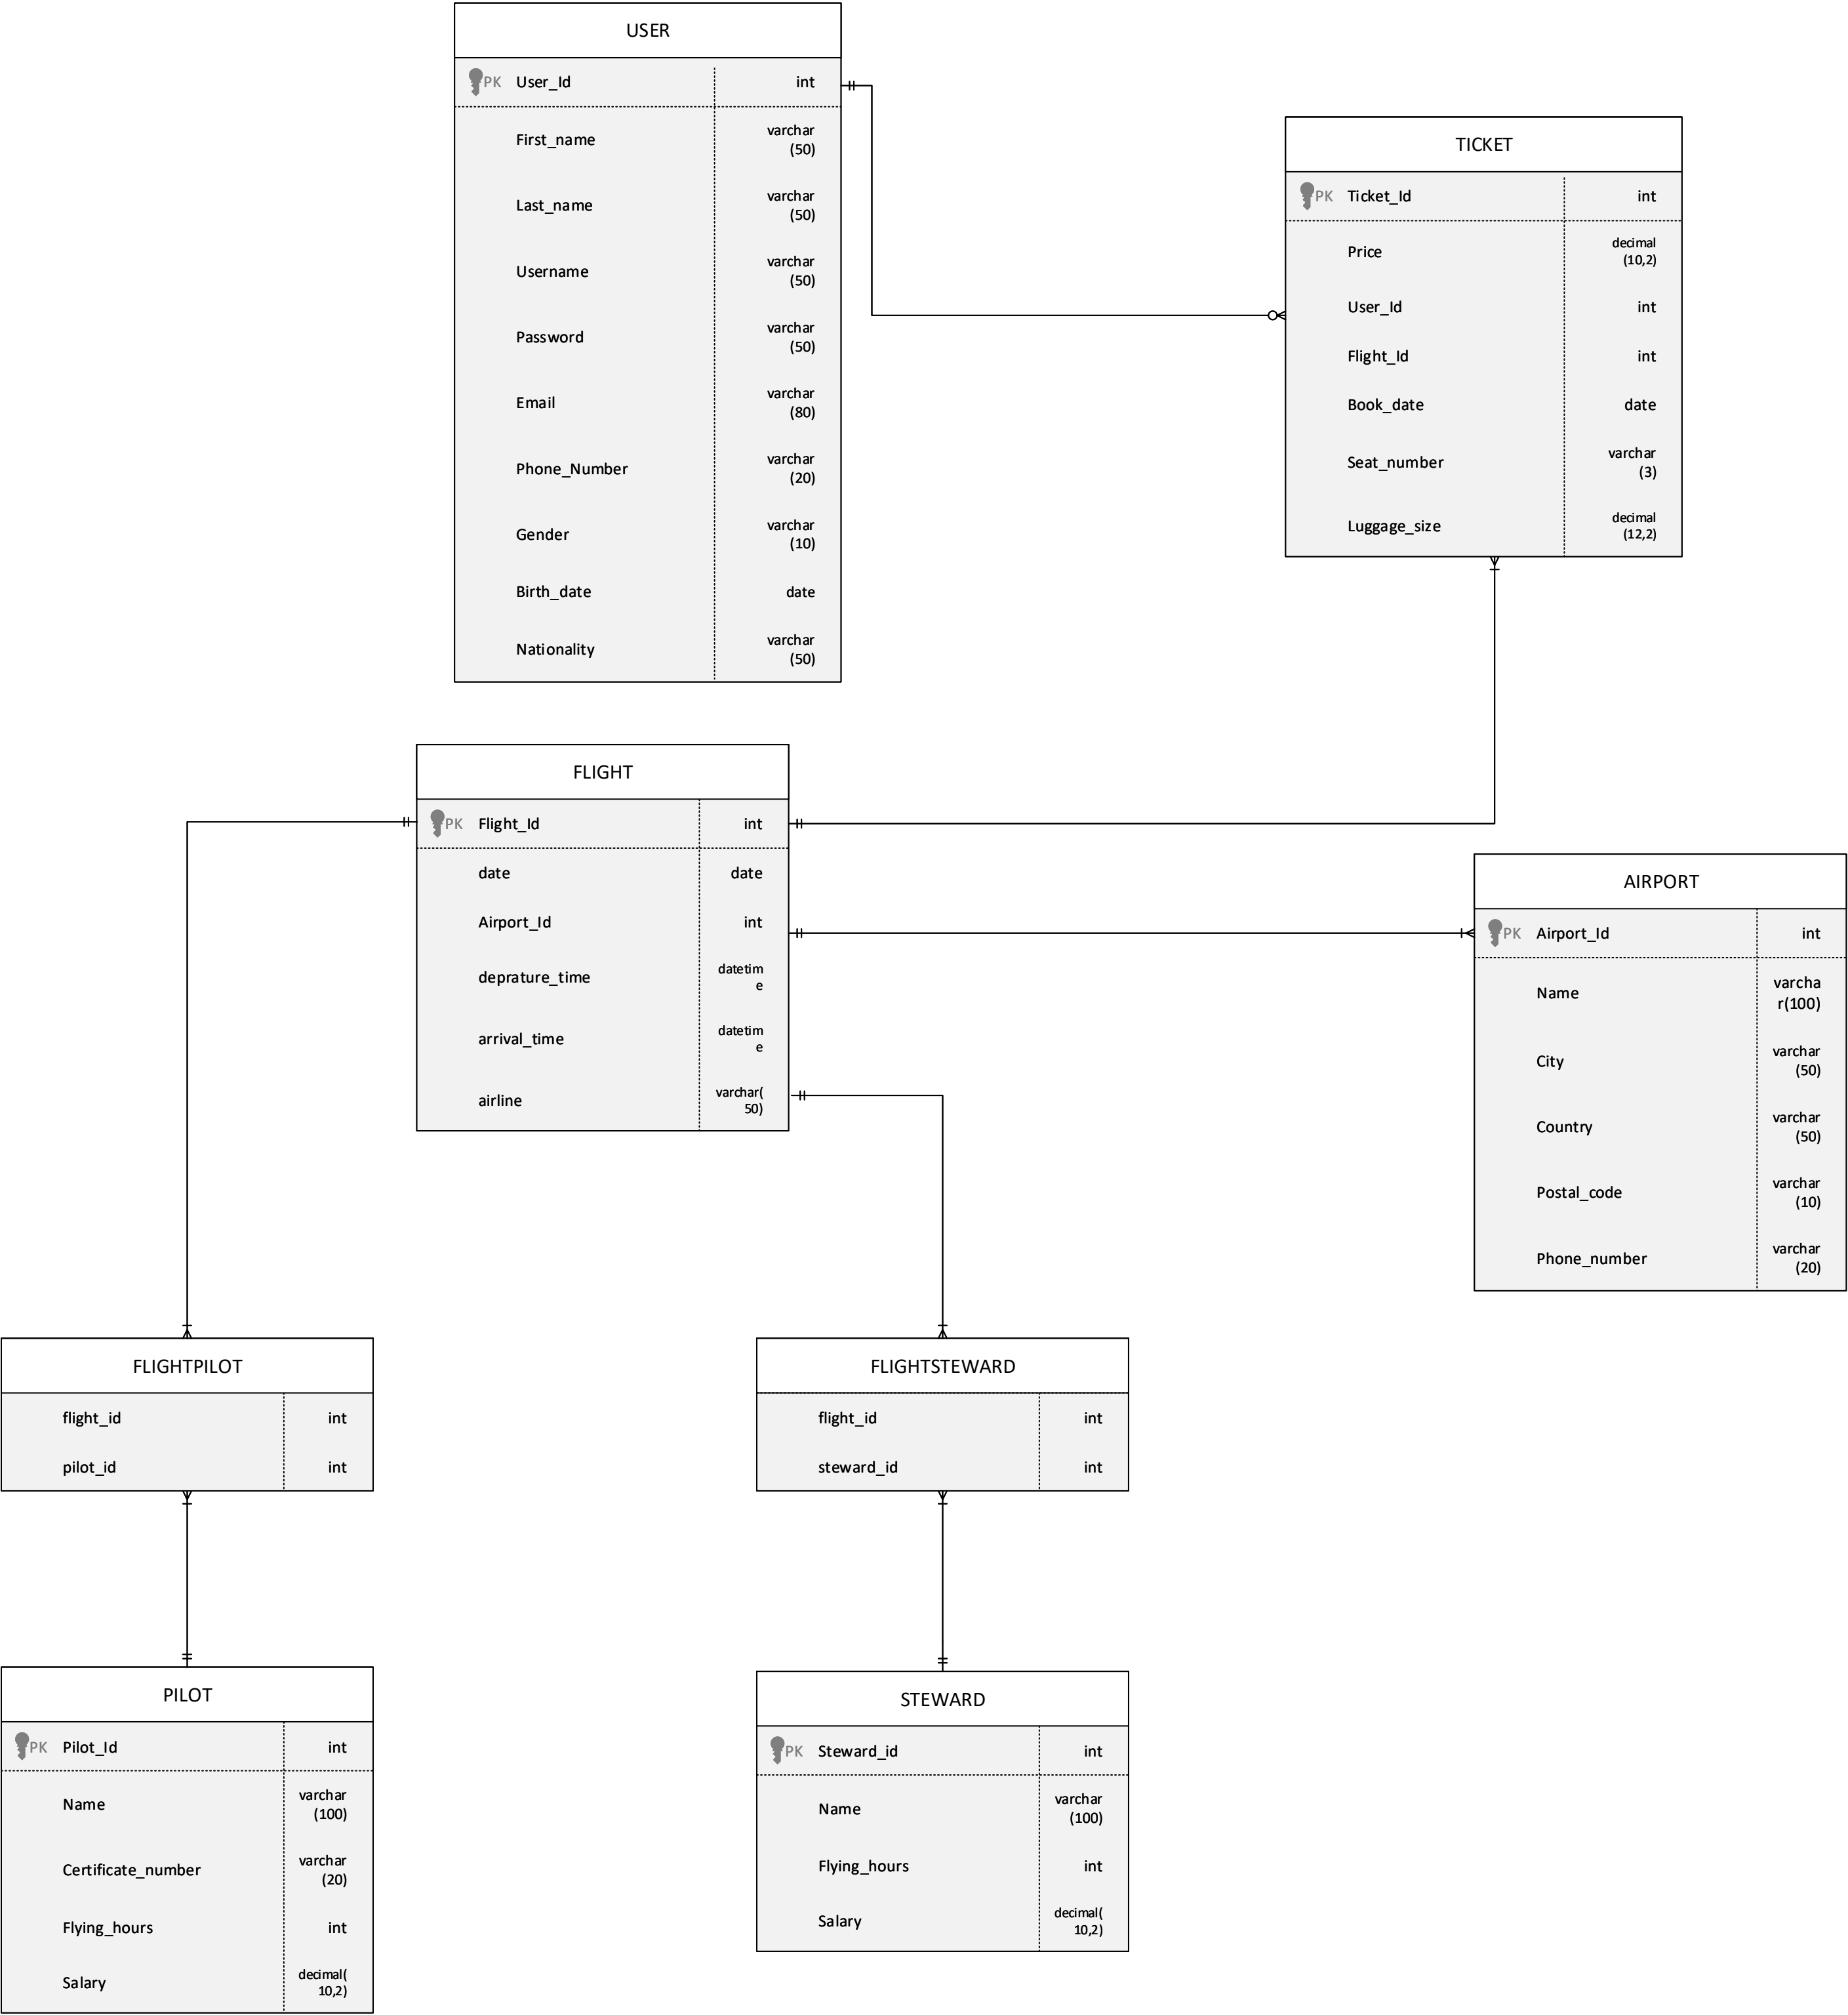 USER
PK User_Id int
First_name varchar
(50)
Last_name varchar
(50)
Username varchar
(50)
Password varchar
(50)
Email varchar
(80)
Phone_Number varchar
(20)
Gender varchar
(10)
Birth_date date
Nationality varchar
(50)
TICKET
PK Ticket_Id int
Price decimal
(10,2)
User_Id int
Flight_Id int
Book_date date
Seat_number varchar
(3)
Luggage_size decimal
(12,2)
FLIGHT
PK Flight_Id int
date date
Airport_Id int
deprature_time datetim
e
arrival_time datetim
e
airline varchar(
50)
AIRPORT
PK Airport_Id int
Name varcha
r(100)
City varchar
(50)
Country varchar
(50)
Postal_code varchar
(10)
Phone_number varchar
(20)
FLIGHTPILOT
flight_id int
pilot_id int
FLIGHTSTEWARD
flight_id int
steward_id int
PILOT
PK Pilot_Id int
Name varchar
(100)
Certificate_number varchar
(20)
Flying_hours int
Salary decimal(
10,2)
STEWARD
PK Steward_id int
Name varchar
(100)
Flying_hours int
Salary decimal(
10,2)